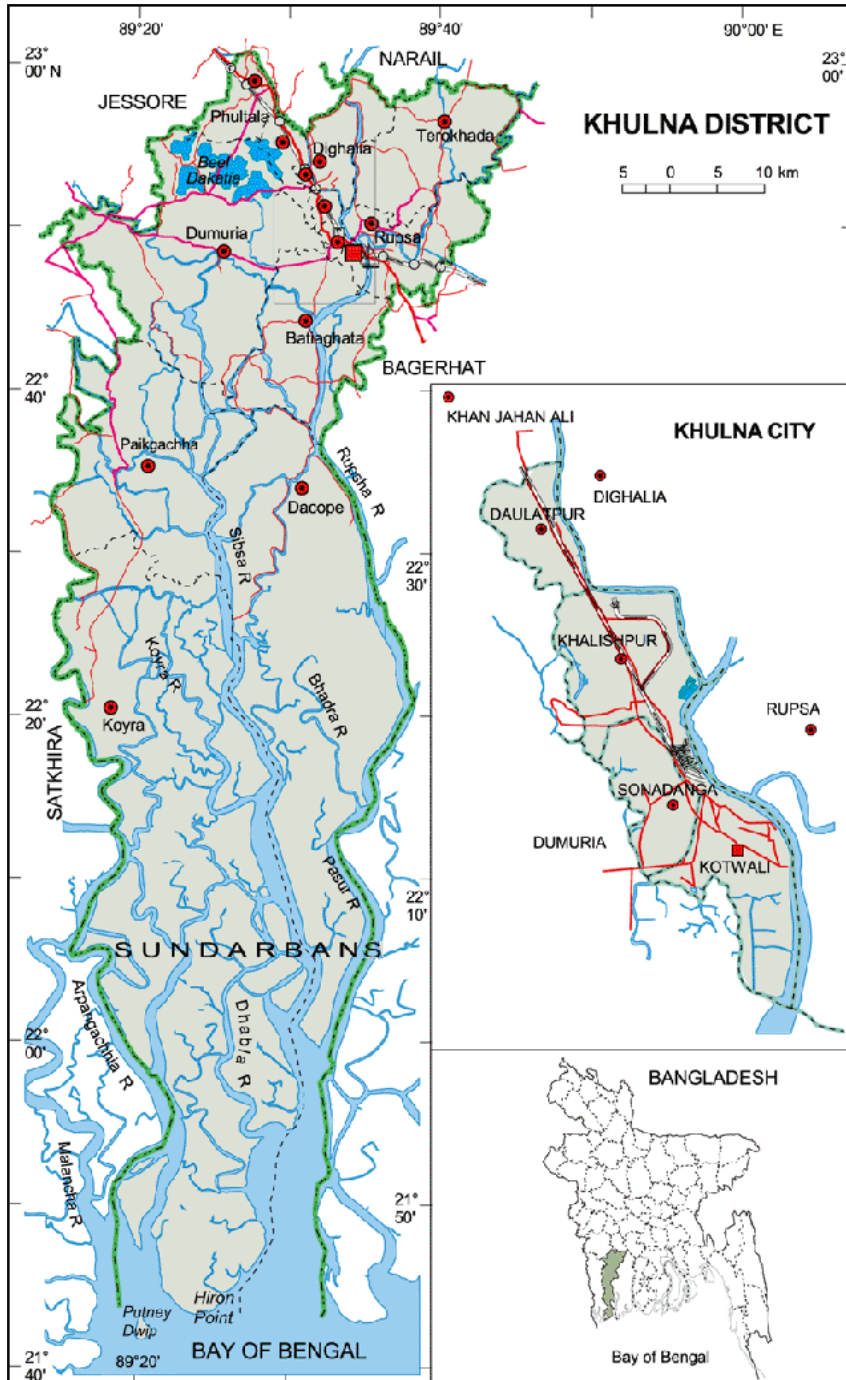 89°20'
89°40'
90°00' E
23°
00' N
23°
00'
NARAIL
JESSORE
KHULNA DISTRICT
Phultala
Terokhada
Dighalia
Beel
Dakatia
5 0 5 10 km
Dumuria
Rupsa
Batiaghata
BAGERHAT
22°
40'
KHAN JAHAN ALI
KHULNA CITY
Paikgachha
Rupsha R
DIGHALIA
Dacope
DAULATPUR
Sibsa R
22°
30'
KHALISHPUR
Koyra R
Bhadra R
22°
20'
Koyra
RUPSA
SATKHIRA
SONADANGA
DUMURIA
KOTWALI
Pasur R
22°
10'
SUNDARBANS
Arpangachhia R
Dhabla R
22°
00'
BANGLADESH
Malancha R
21°
50'
Hiron
Point
Putney
Dwip
BAY OF BENGAL
Bay of Bengal
21°
40'
89°20'